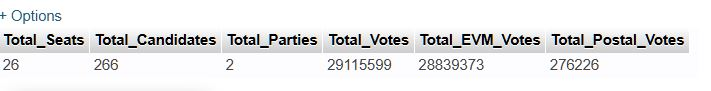 + Options
Total_Seats Total_Candidates Total_Parties Total_Votes Total_EVM_Votes Total_Postal_Votes
26 266 2 29115599 28839373 276226